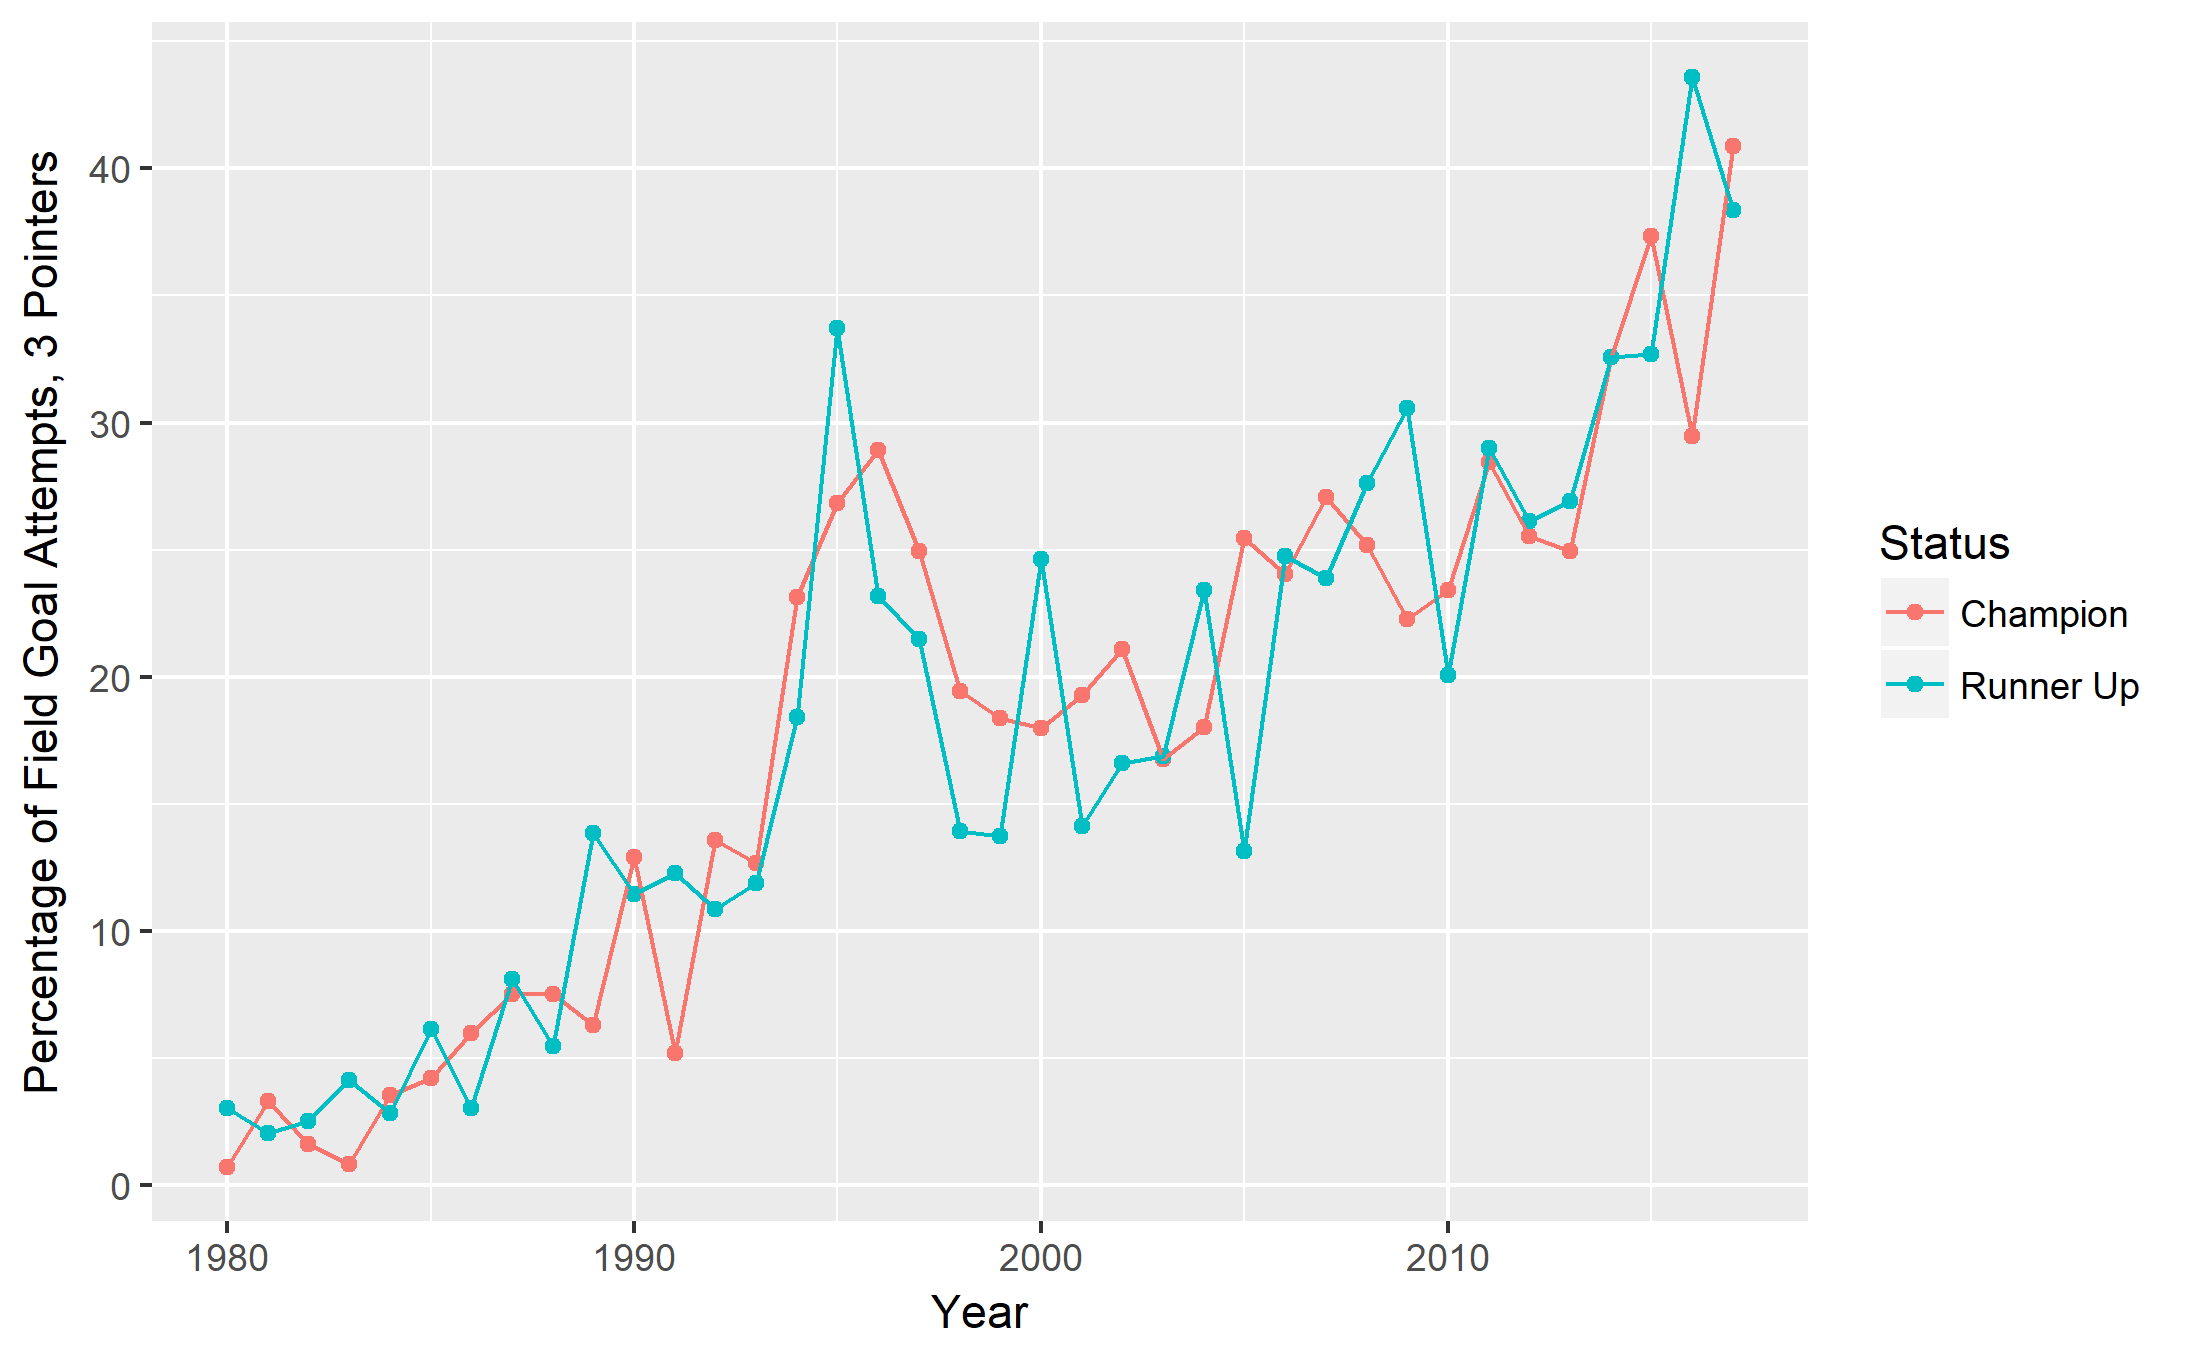 Percentage of Field Goal Attempts, 3 Pointers
40
30
20
10
0
1980 1990 2000 2010
Year
Status
Champion
Runner Up